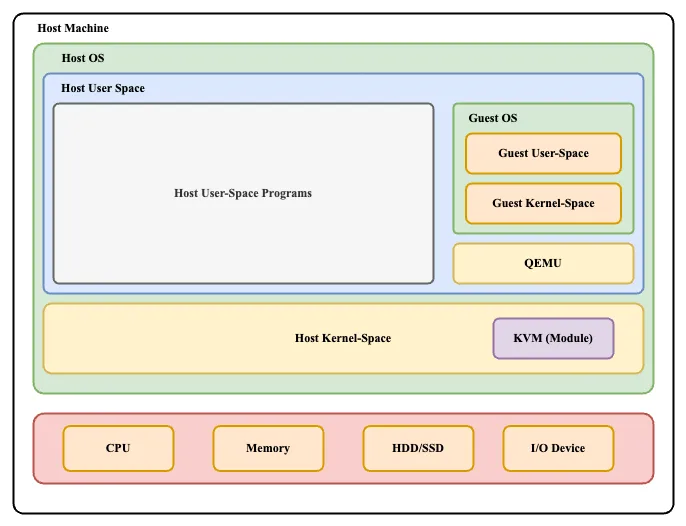 Host Machine
Host OS
Host User Space
Host User-Space Programs
Guest OS
Guest User-Space
Guest Kernel-Space
QEMU
Host Kernel-Space
KVM (Module)
CPU
Memory
HDD/SSD
I/O Device